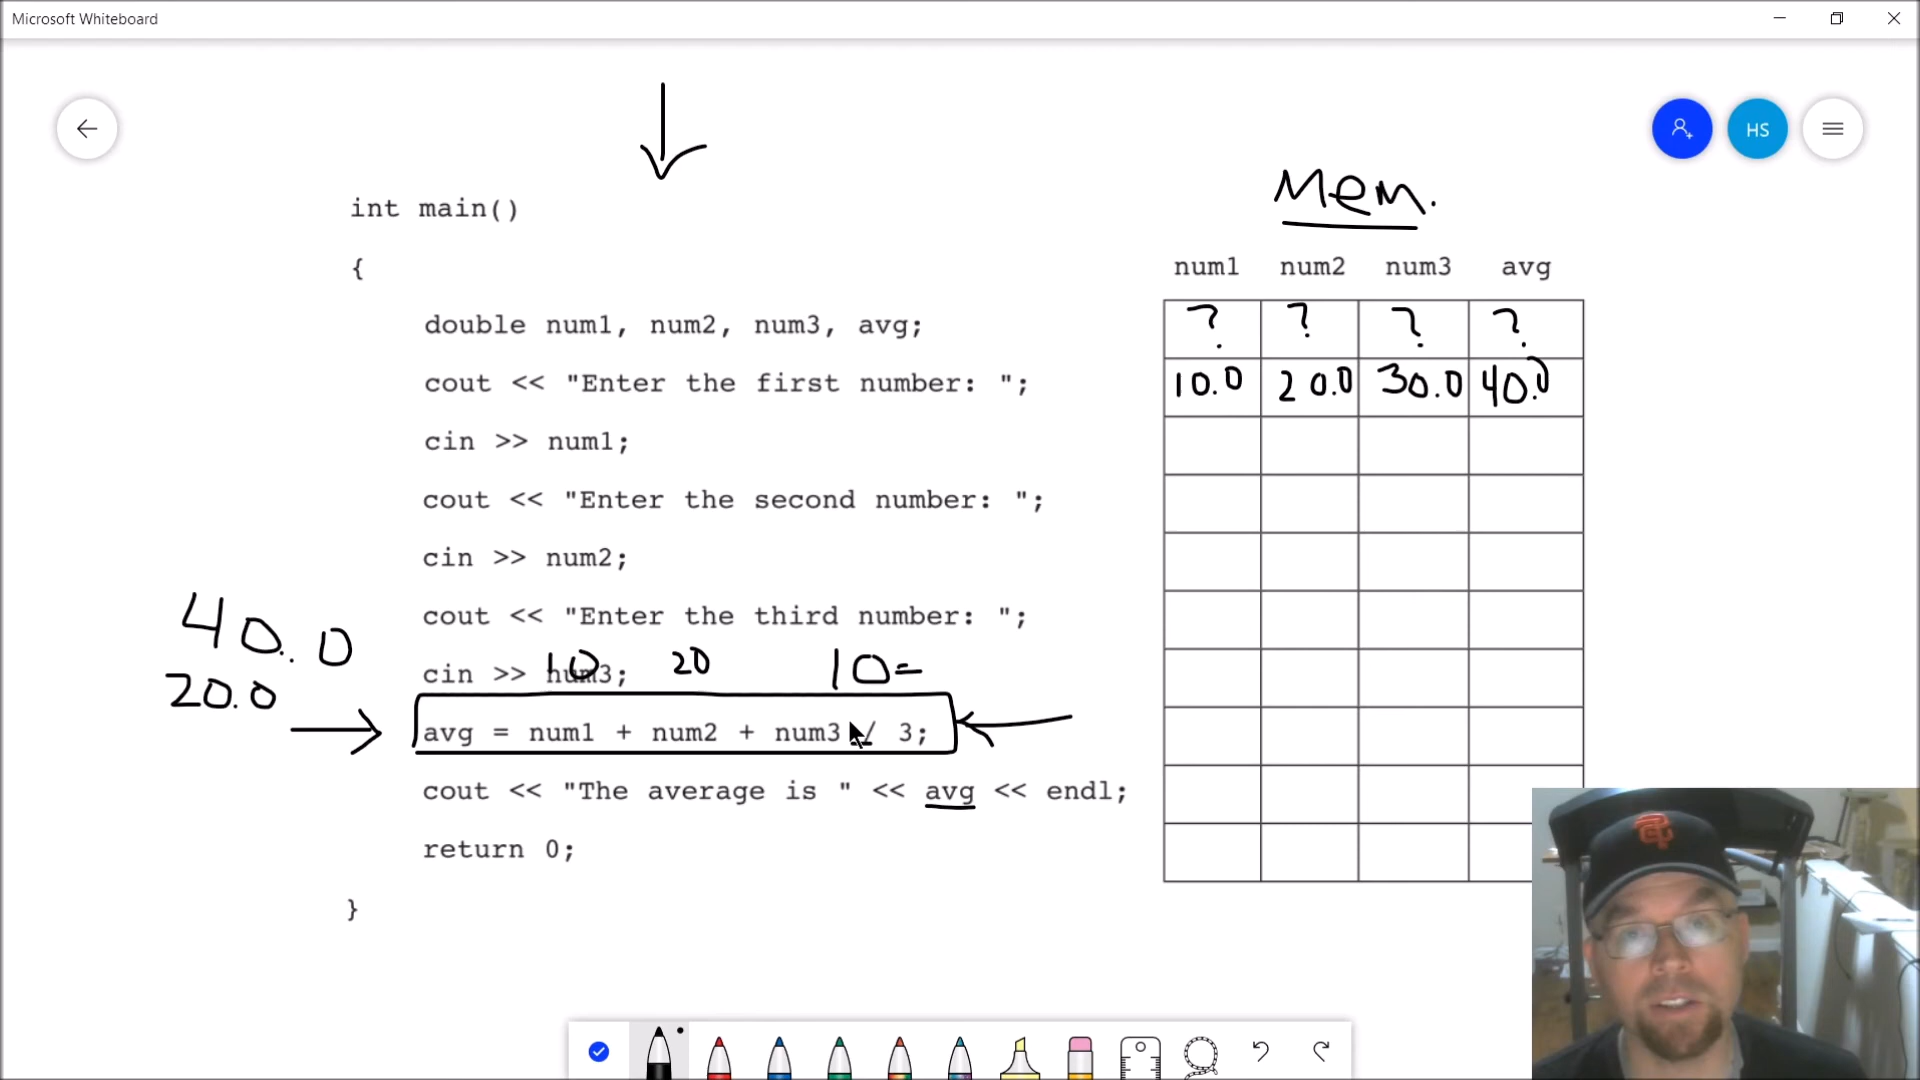 Microsoft Whiteboard
HS
int main()
{
double num1, num2, num3, avg;
cout << "Enter the first number: ";
cin >> num1;
cout << "Enter the second number: ";
cin >> num2;
cout << "Enter the third number: ";
cin >> num3;
10 20 10=
avg = num1 + num2 + num3 / 3;
cout << "The average is " << avg << endl;
return 0;
}
40..0
20.0
Mem.
num1 num2 num3 avg
? ? ? ?
10.0 20.0 30.0 40.0